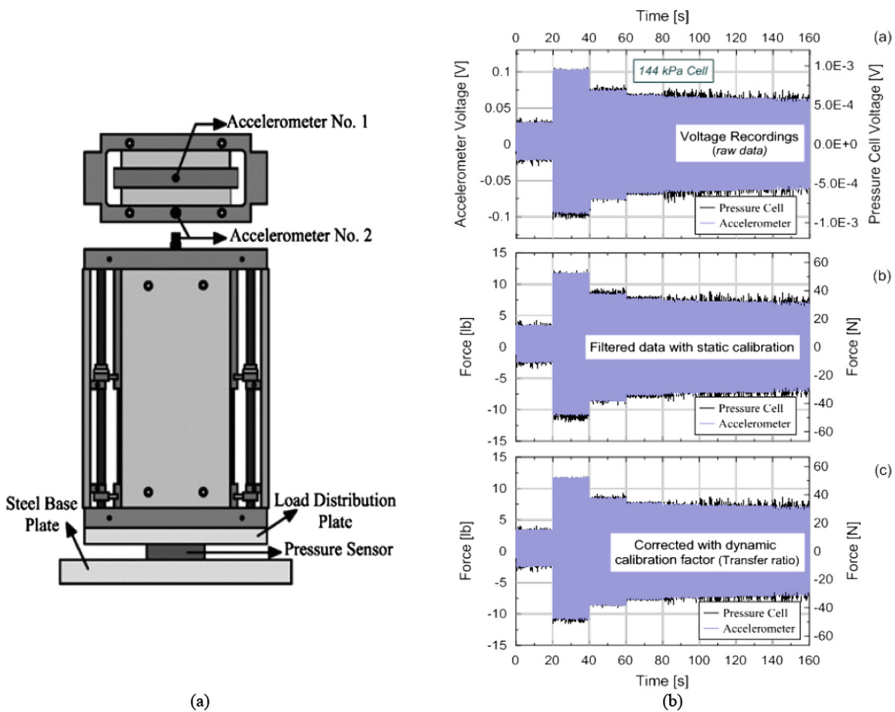 Accelerometer No. 1
Accelerometer No. 2
Steel Base
Plate
Load Distribution
Plate
Pressure Sensor
(a)
Time [s]
0 20 40 60 80 100 120 140 160
(a)
0.1
0.05
0
-0.05
-0.1
Accelerometer Voltage [V]
144 kPa Cell
Voltage Recordings
(raw data)
Pressure Cell
Accelerometer
1.0E-3
5.0E-4
0.0E+0
-5.0E-4
-1.0E-3
Pressure Cell Voltage [V]
(b)
15
10
5
0
-5
-10
15
Force [lb]
Filtered data with static calibration
Pressure Cell
Accelerometer
60
40
20
0
-20
-40
-60
Force [N]
(c)
15
10
5
0
-5
-10
-15
Force [lb]
Corrected with dynamic
calibration factor (Transfer ratio)
Pressure Cell
Accelerometer
60
40
20
0
-20
-40
-60
Force [N]
0 20 40 60 80 100 120 140 160
Time [s]
(b)